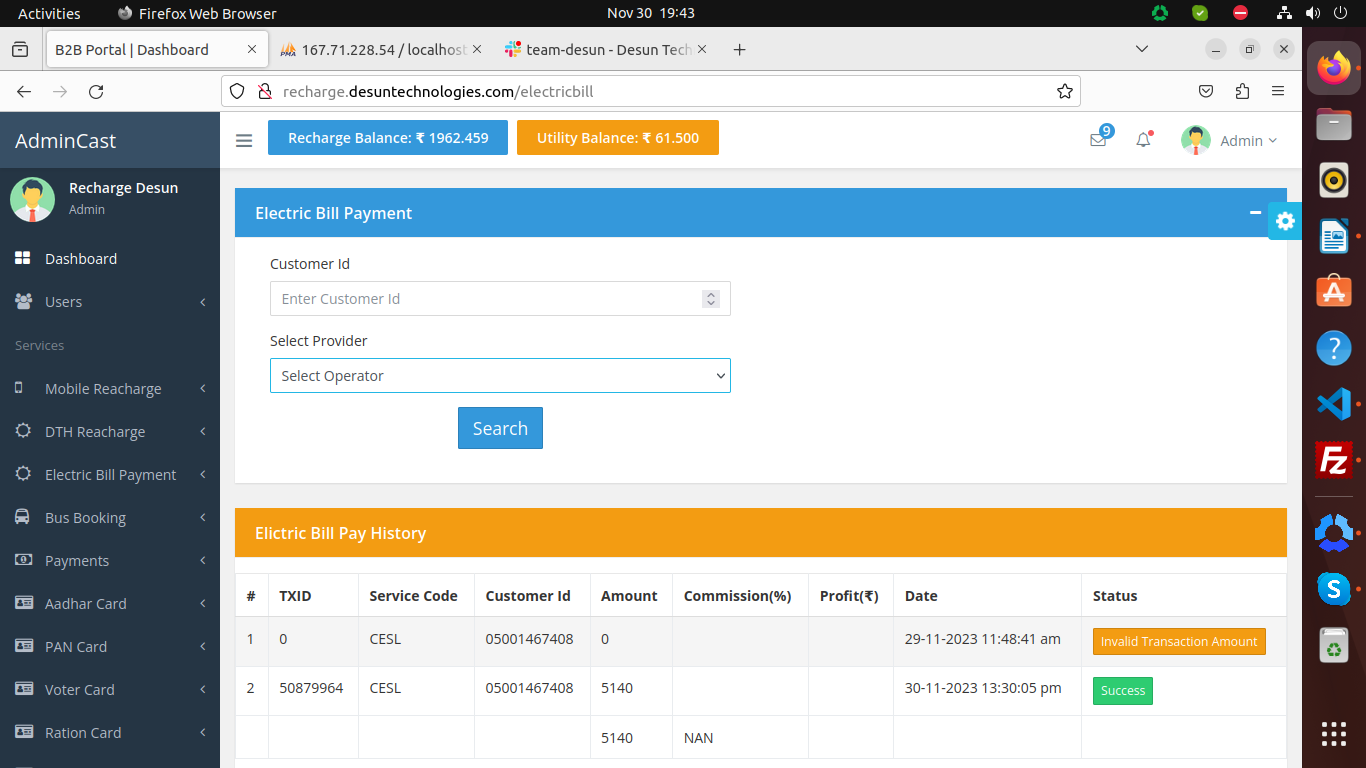 Activities
Firefox Web Browser
Nov 30 19:43
B2B Portal | Dashboard
PMA
167.71.228.54 / localhost
team-desun - Desun Tech
recharge.desuntechnologies.com/electricbill
AdminCast
Recharge Balance: ₹ 1962.459
Utility Balance: ₹ 61.500
9
Admin
Recharge Desun
Admin
Dashboard
Users
Services
Mobile Reacharge
DTH Reacharge
Electric Bill Payment
Bus Booking
Payments
Aadhar Card
PAN Card
Voter Card
Ration Card
Electric Bill Payment
Customer Id
Enter Customer Id
Select Provider
Select Operator
Search
Elictric Bill Pay History
# TXID Service Code Customer Id Amount Commission(%) Profit(₹) Date Status
1 0 CESL 05001467408 0 29-11-2023 11:48:41 am Invalid Transaction Amount
2 50879964 CESL 05001467408 5140 30-11-2023 13:30:05 pm Success
5140 NAN
A
?
Fz
S